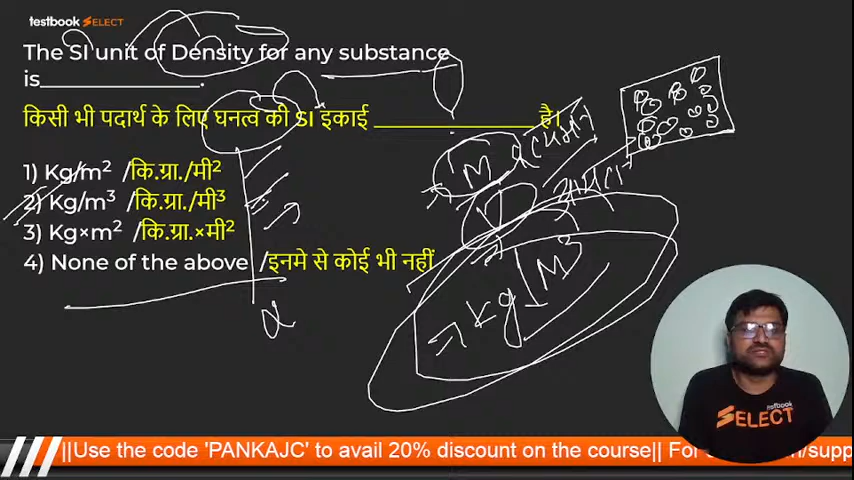 testbook SELECT
The SI unit of Density for any substance
is____________.
किसी भी पदार्थ के लिए घनत्व की SI इकाई ____________ है।
1) Kg/m² /कि.ग्रा./मी²
2) Kg/m³ /कि.ग्रा./मी³
3) Kg×m² /कि.ग्रा.×मी²
4) None of the above /इनमे से कोई भी नहीं
M
V
kg/M³
testbook
SELECT
||Use the code 'PANKAJC' to avail 20% discount on the course|| For